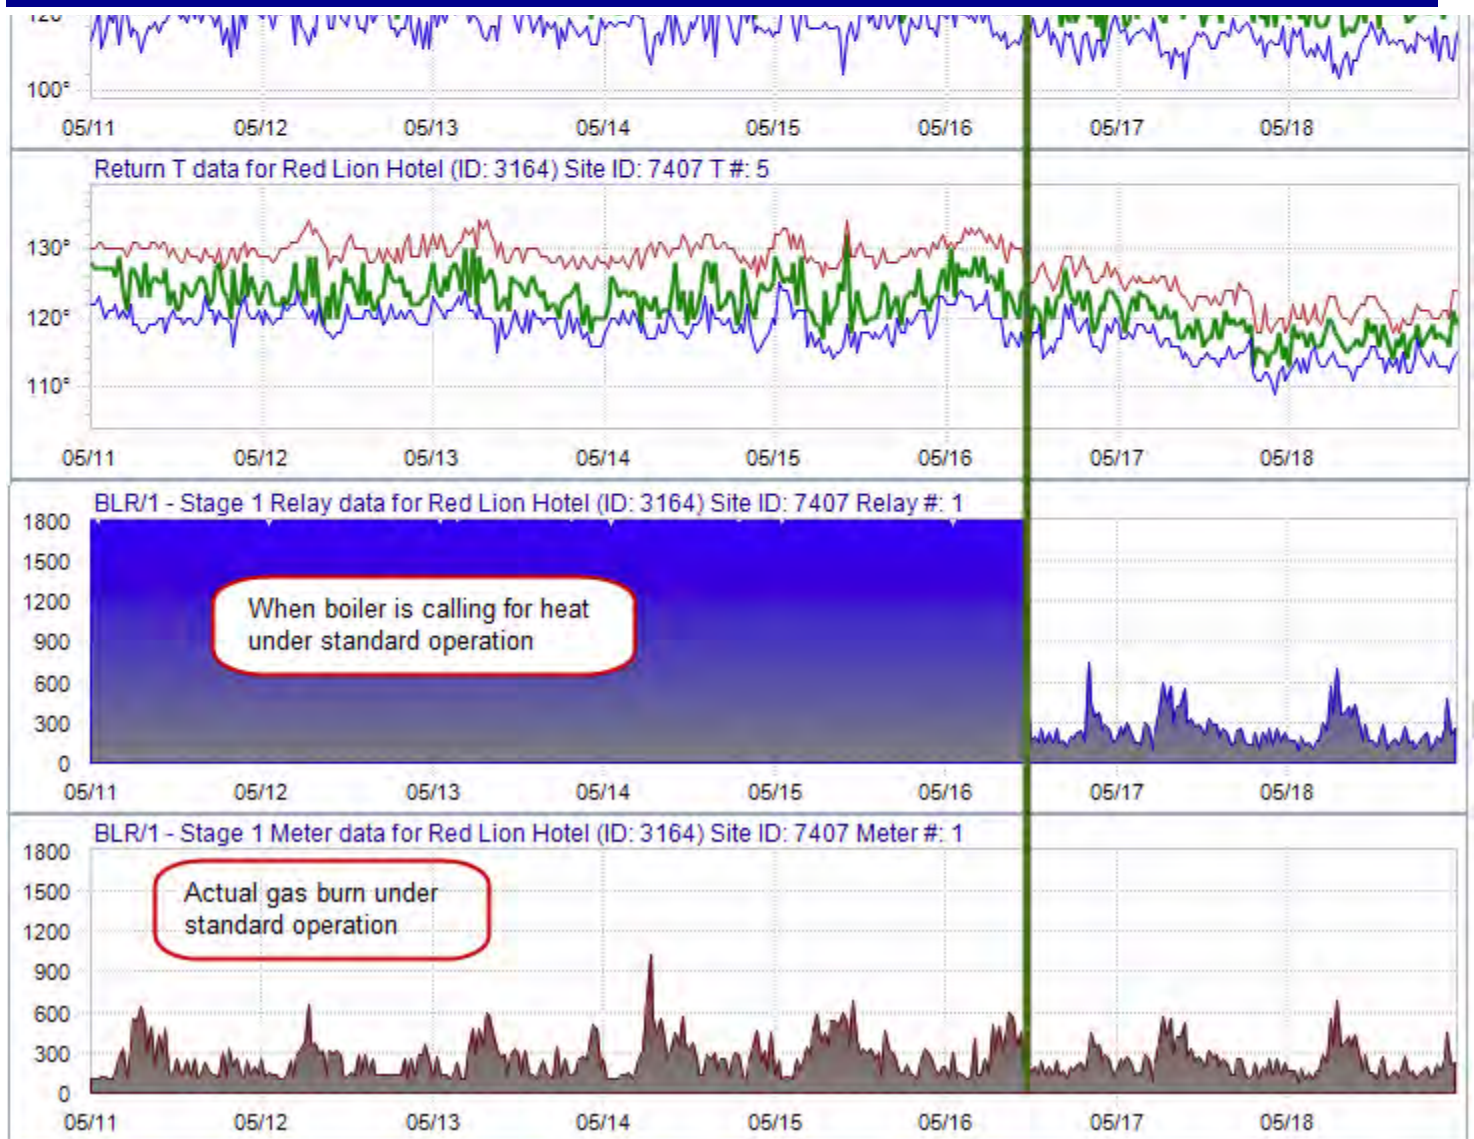 120
100°
05/11 05/12 05/13 05/14 05/15 05/16 05/17 05/18
Return T data for Red Lion Hotel (ID: 3164) Site ID: 7407 T #: 5
130°
120°
110°
05/11 05/12 05/13 05/14 05/15 05/16 05/17 05/18
BLR/1 - Stage 1 Relay data for Red Lion Hotel (ID: 3164) Site ID: 7407 Relay #: 1
1800
1500
1200
When boiler is calling for heat
under standard operation
900
600
300
0
05/11 05/12 05/13 05/14 05/15 05/16 05/17 05/18
BLR/1 - Stage 1 Meter data for Red Lion Hotel (ID: 3164) Site ID: 7407 Meter #: 1
1800
1500
Actual gas burn under
standard operation
1200
900
600
300
0
05/11 05/12 05/13 05/14 05/15 05/16 05/17 05/18